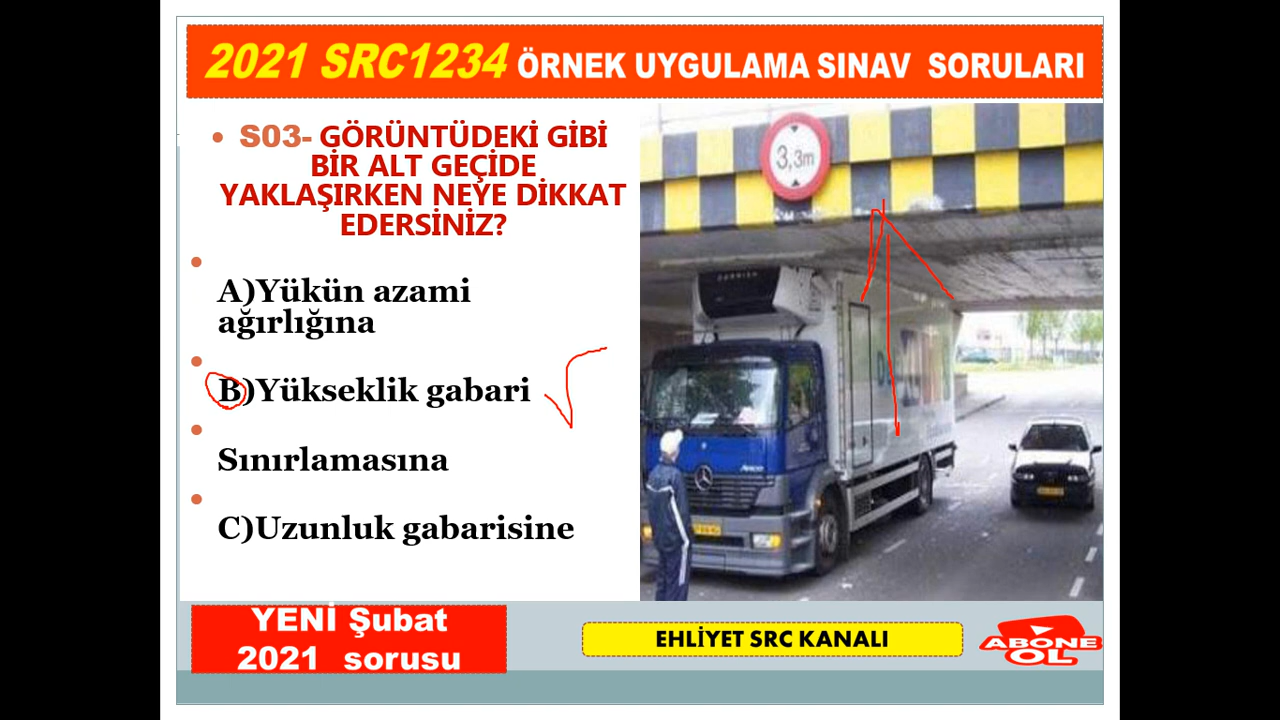 2021 SRC1234 ÖRNEK UYGULAMA SINAV SORULARI
S03- GÖRÜNTÜDEKİ GİBİ
BİR ALT GEÇİDE
YAKLAŞIRKEN NEYE DİKKAT
EDERSİNİZ?
A)Yükün azami
ağırlığına
B)Yükseklik gabari
Sınırlamasına
C)Uzunluk gabarisine
3,3m
YENİ Şubat
2021 sorusu
EHLİYET SRC KANALI
ABONE
OL